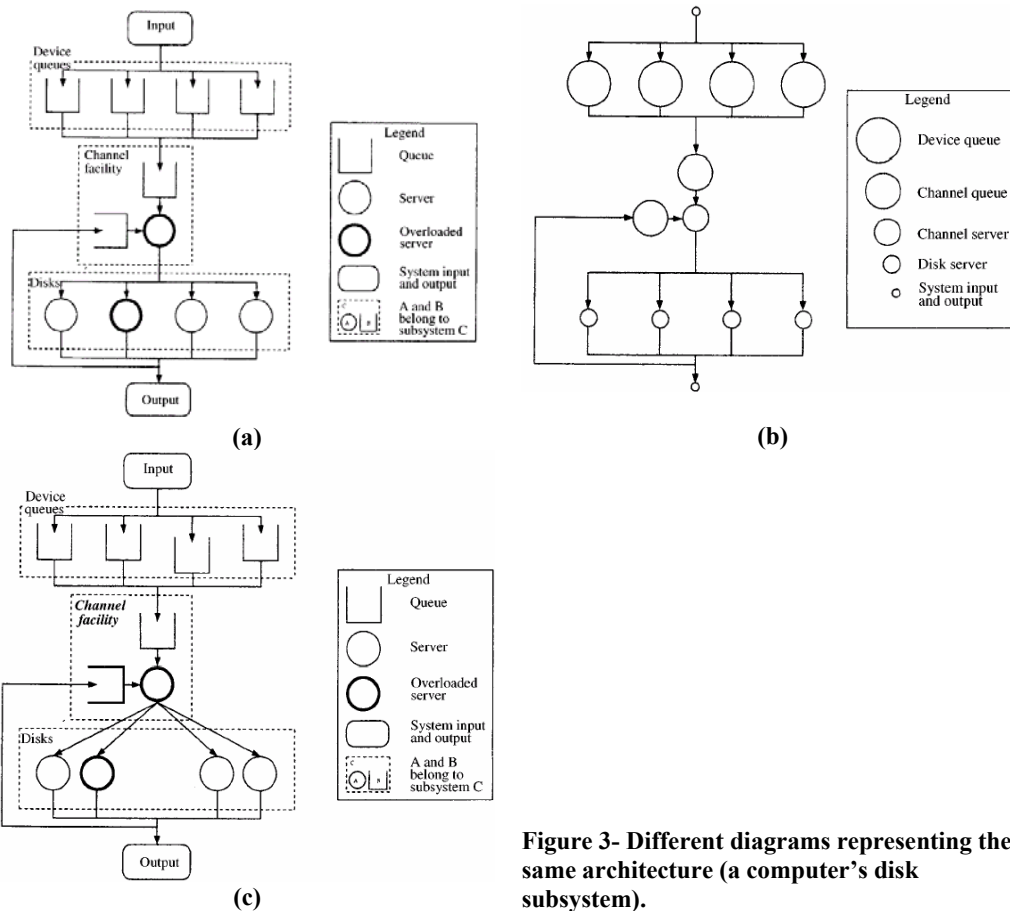 Input
Device
queues
Channel
facility
Disks
Output
Legend
Queue
Server
Overloaded
server
System input
and output
C
A B
A and B
belong to
subsystem C
(a)
Legend
Device queue
Channel queue
Channel server
Disk server
System input
and output
(b)
Input
Device
queues
Channel
facility
Disks
Output
Legend
Queue
Server
Overloaded
server
System input
and output
C
A B
A and B
belong to
subsystem C
(c)
Figure 3- Different diagrams representing the
same architecture (a computer’s disk
subsystem).